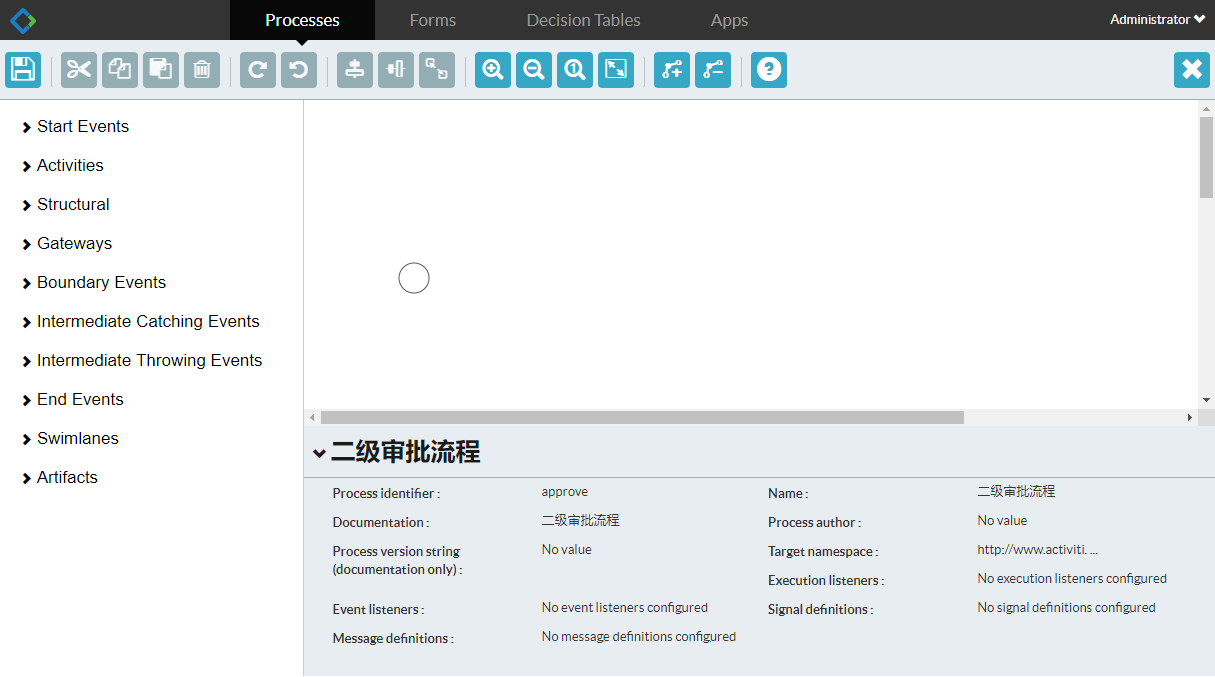 Processes
Forms
Decision Tables
Apps
Administrator
1
?
Start Events
Activities
Structural
Gateways
Boundary Events
Intermediate Catching Events
Intermediate Throwing Events
End Events
Swimlanes
Artifacts
二级审批流程
Process identifier : approve
Name : 二级审批流程
Documentation : 二级审批流程
Process author : No value
Process version string
(documentation only) : No value
Target namespace : http://www.activiti. ...
Execution listeners : No execution listeners configured
Event listeners : No event listeners configured
Signal definitions : No signal definitions configured
Message definitions : No message definitions configured